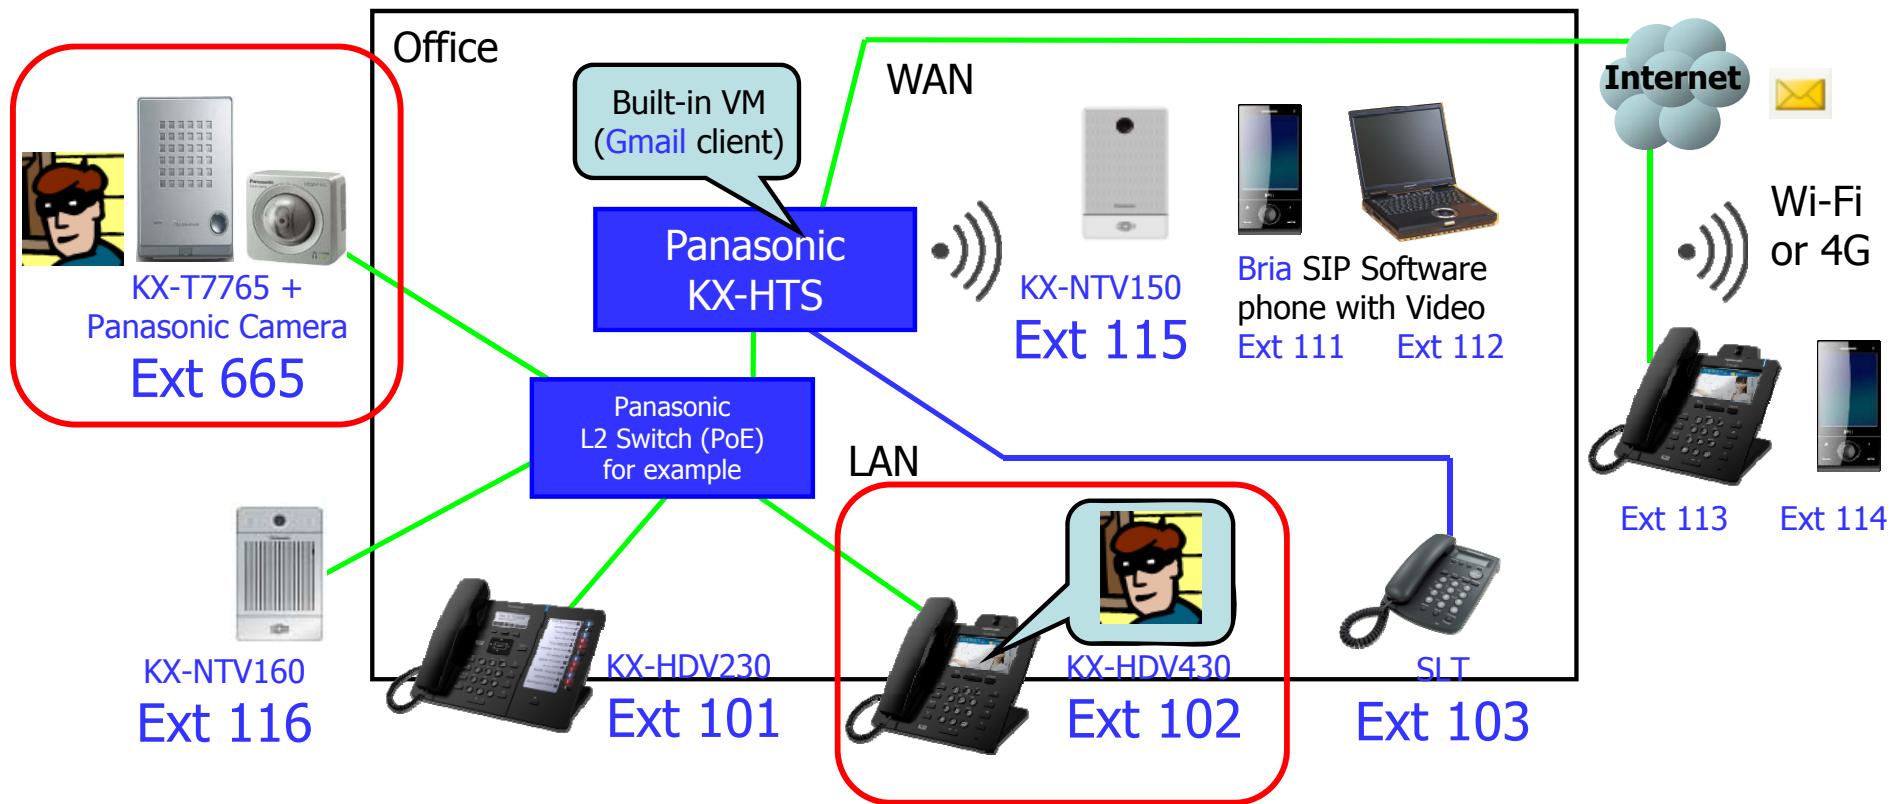 Office
WAN
Internet
Built-in VM
(Gmail client)
Panasonic
KX-HTS
Wi-Fi
or 4G
KX-T7765 +
Panasonic Camera
Ext 665
KX-NTV150
Ext 115
Bria SIP Software
phone with Video
Ext 111
Ext 112
Panasonic
L2 Switch (PoE)
for example
LAN
Ext 113
Ext 114
KX-NTV160
Ext 116
KX-HDV230
Ext 101
KX-HDV430
Ext 102
SLT
Ext 103